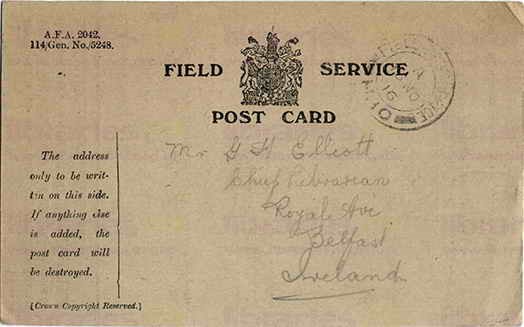 A.F.A. 2042.
114/Gen. No./5248.
FIELD SERVICE
POST CARD
The address
only to be writ-
ten on this side.
If anything else
is added, the
post card will
be destroyed.
[Crown Copyright Reserved.]
Mr G H Elliott
Chief Librarian
Royal Ave
Belfast
Ireland